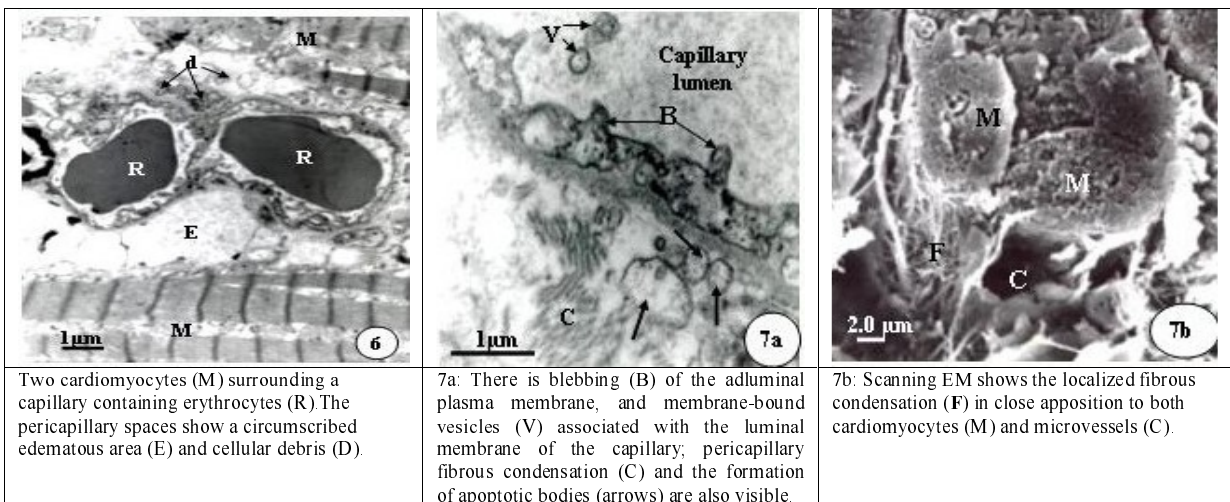 M
d
R
R
E
M
1µm
6
V
Capillary
lumen
B
C
1µm
7a
M
M
F
C
2.0 µm
7b
Two cardiomyocytes (M) surrounding a
capillary containing erythrocytes (R).The
pericapillary spaces show a circumscribed
edematous area (E) and cellular debris (D).
7a: There is blebbing (B) of the adluminal
plasma membrane, and membrane-bound
vesicles (V) associated with the luminal
membrane of the capillary; pericapillary
fibrous condensation (C) and the formation
of apoptotic bodies (arrows) are also visible.
7b: Scanning EM shows the localized fibrous
condensation (F) in close apposition to both
cardiomyocytes (M) and microvessels (C).